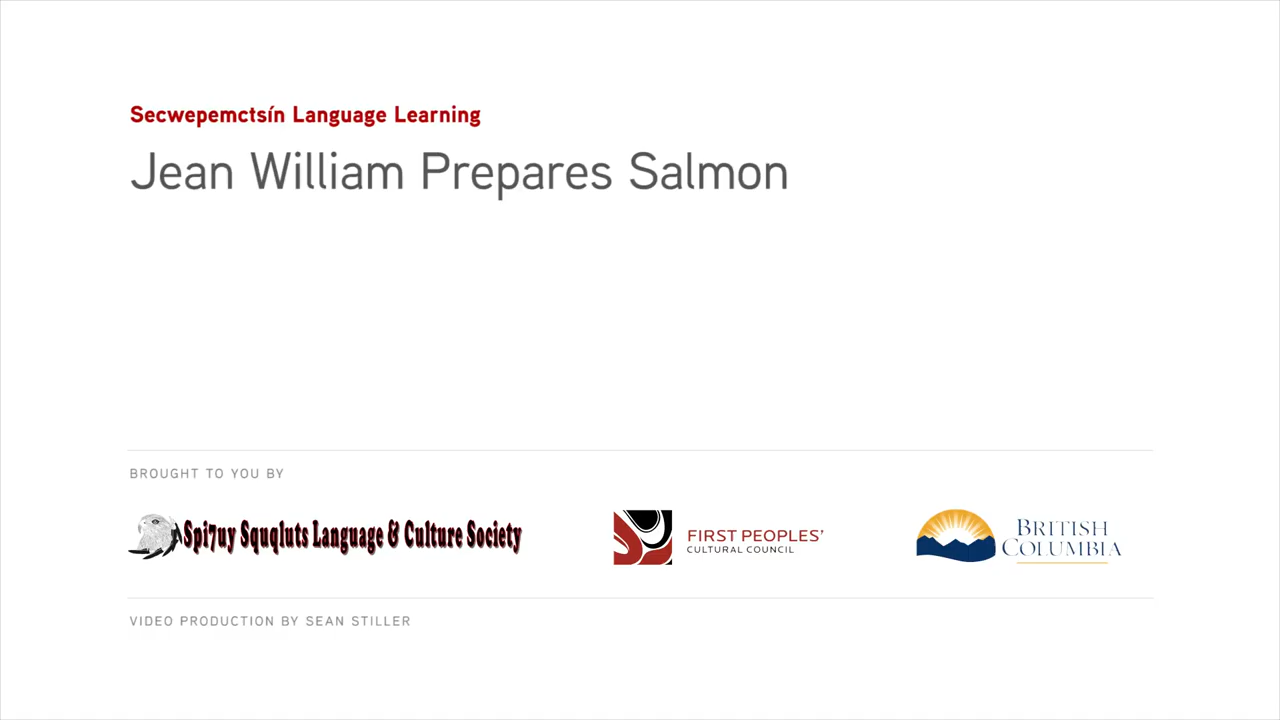 Secwepemctsín Language Learning
Jean William Prepares Salmon
BROUGHT TO YOU BY
Spi7uy Squqluts Language & Culture Society
FIRST PEOPLES'
CULTURAL COUNCIL
BRITISH
COLUMBIA
VIDEO PRODUCTION BY SEAN STILLER